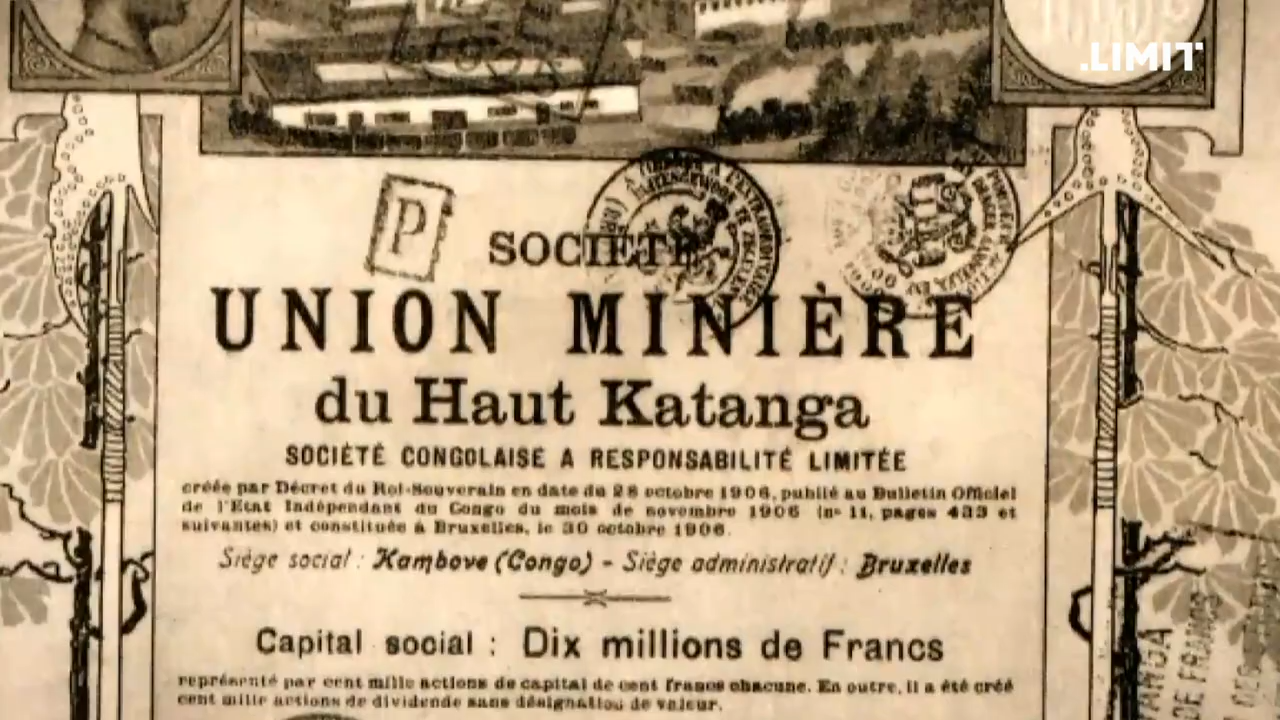 .LIMIT
P
SOCIÉTÉ
UNION MINIÈRE
du Haut Katanga
SOCIÉTÉ CONGOLAISE A RESPONSABILITÉ LIMITÉE
créée par Décret du Roi-Souverain en date du 28 octobre 1906, publié au Bulletin Officiel
de l'Etat Indépendant du Congo du mois de novembre 1906 (nº 11, pages 433 et
suivantes) et constituée à Bruxelles, le 30 octobre 1906.
Siège social : Kambove (Congo) - Siège administratif : Bruxelles
Capital social : Dix millions de Francs
représenté par cent mille actions de capital de cent francs chacune. En outre, il a été créé
cent mille actions de dividende sans désignation de valeur.
DE FRANCS